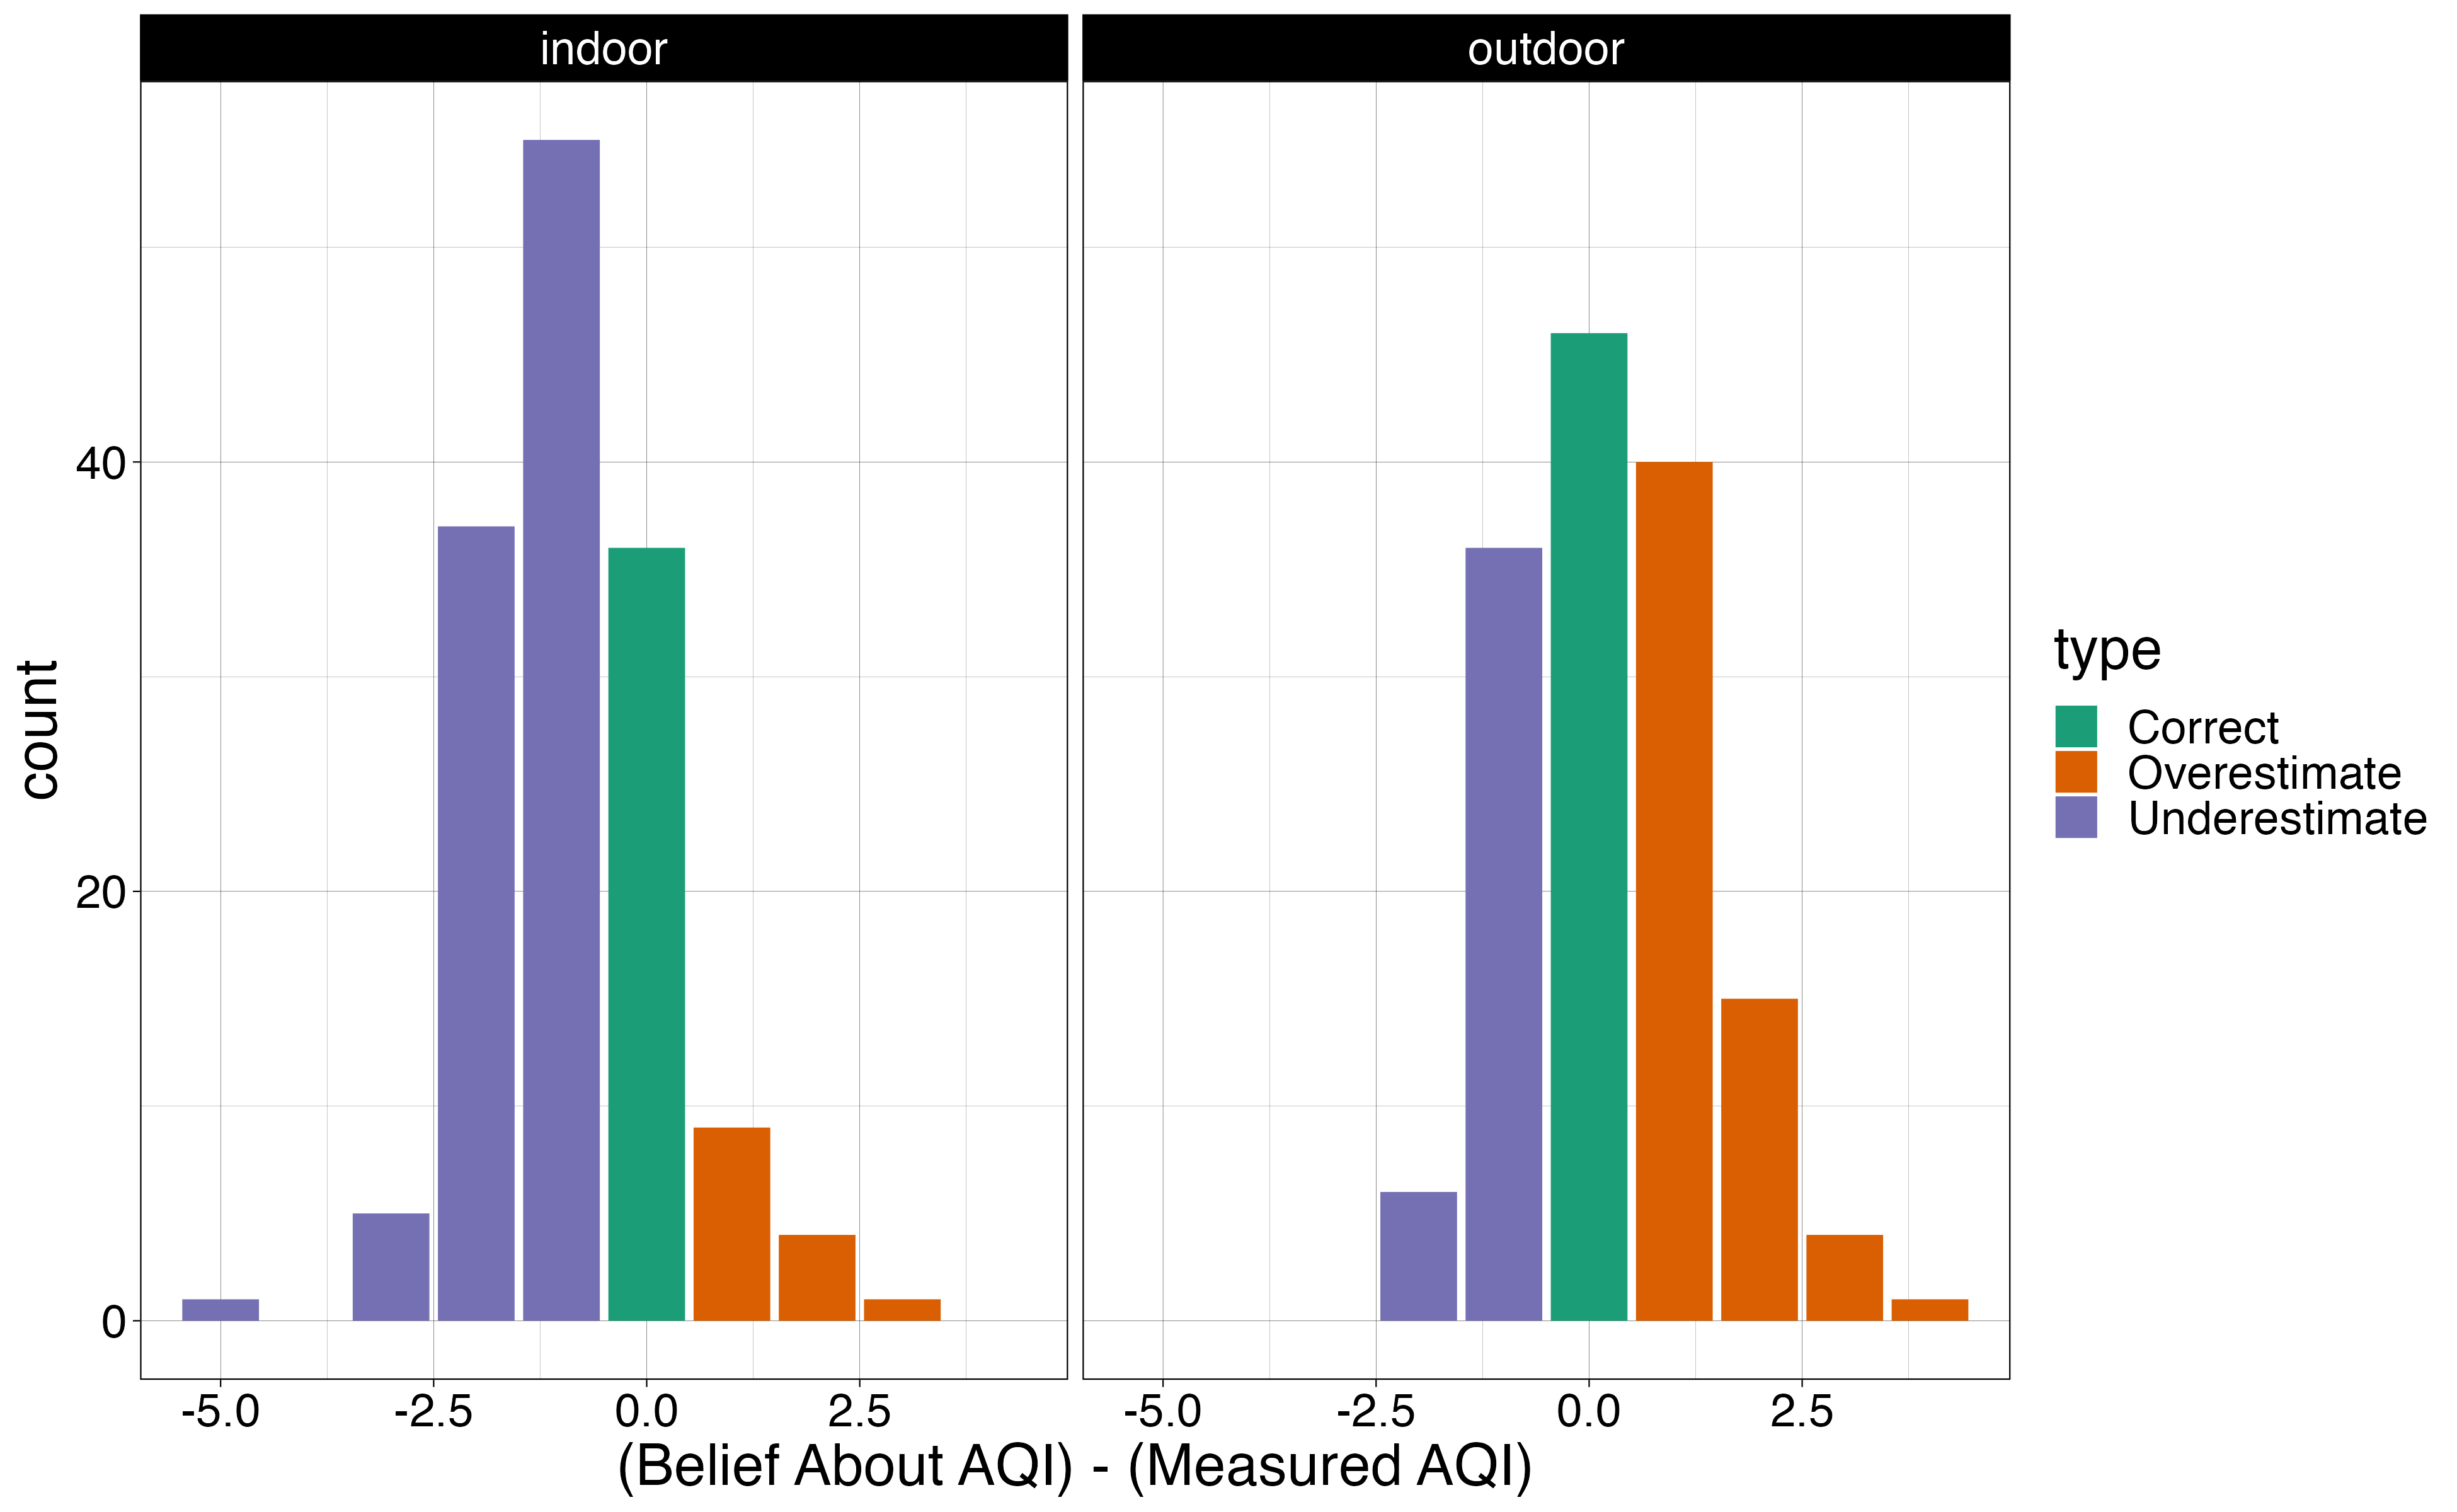 indoor
outdoor
count
40
20
0
-5.0
-2.5
0.0
2.5
-5.0
-2.5
0.0
2.5
(Belief About AQI) - (Measured AQI)
type
Correct
Overestimate
Underestimate